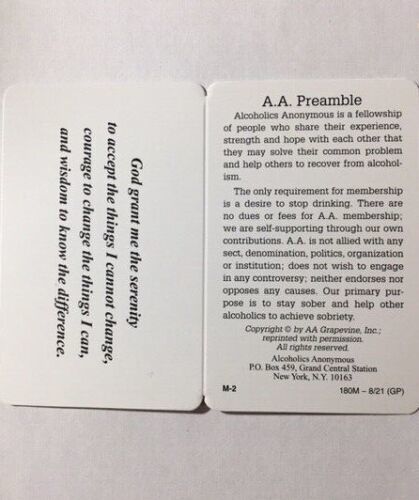 God grant me the serenity
to accept the things I cannot change,
courage to change the things I can,
and wisdom to know the difference.
A.A. Preamble
Alcoholics Anonymous is a fellowship
of people who share their experience,
strength and hope with each other that
they may solve their common problem
and help others to recover from alcohol-
ism.
The only requirement for membership
is a desire to stop drinking. There are
no dues or fees for A.A. membership;
we are self-supporting through our own
contributions. A.A. is not allied with any
sect, denomination, politics, organization
or institution; does not wish to engage
in any controversy; neither endorses nor
opposes any causes. Our primary pur-
pose is to stay sober and help other
alcoholics to achieve sobriety.
Copyright © by AA Grapevine, Inc.;
reprinted with permission.
All rights reserved.
Alcoholics Anonymous
P.O. Box 459, Grand Central Station
New York, N.Y. 10163
M-2 180M – 8/21 (GP)